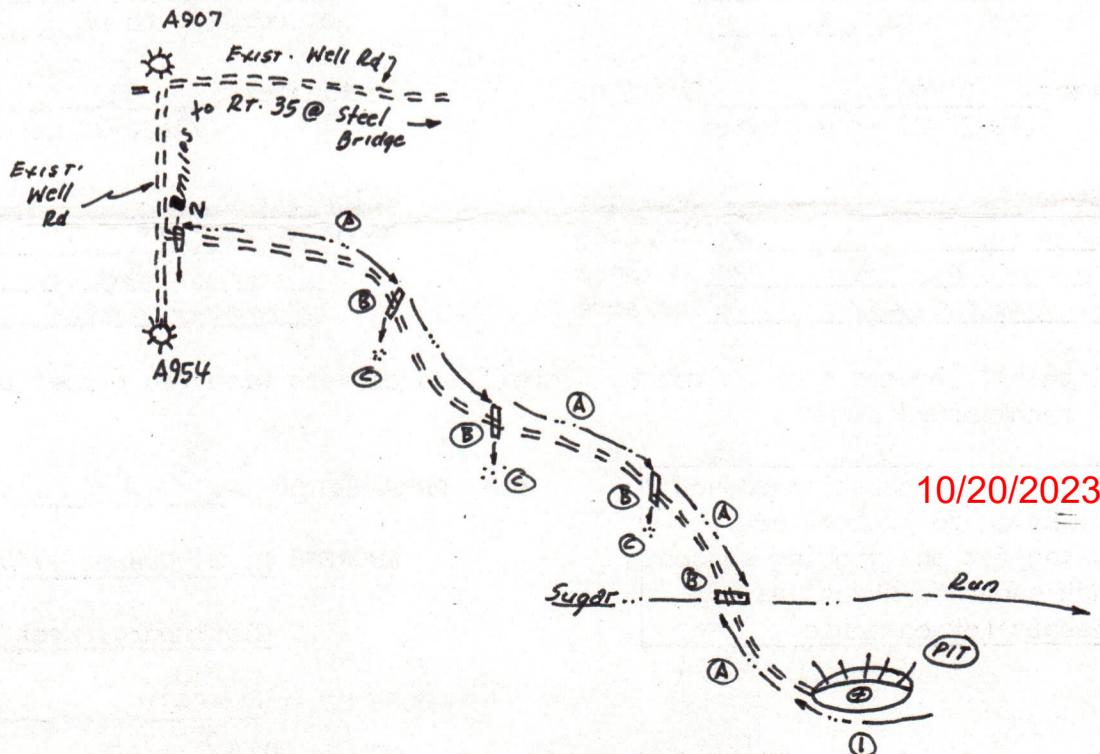 A907
Exist. Well Rd
Rt. 35 @ Steel
Bridge
miles to
2
Exist.
Well
Rd
A954
A
B
C
B
C
A
B
C
A
10/20/2023
B
Sugar
Run
A
PIT
1